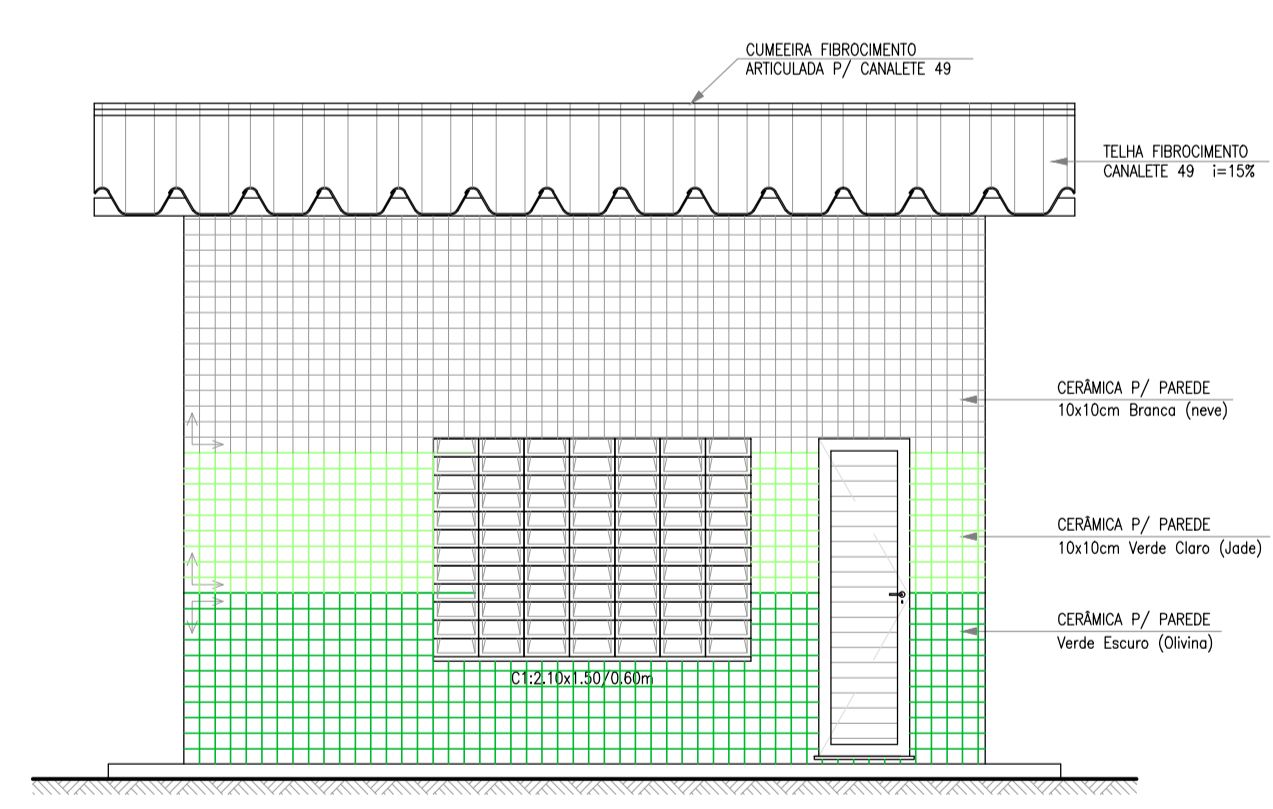 CUMEEIRA FIBROCIMENTO
ARTICULADA P/ CANALETE 49
TELHA FIBROCIMENTO
CANALETE 49 i=15%
CERÂMICA P/ PAREDE
10x10cm Branca (neve)
CERÂMICA P/ PAREDE
10x10cm Verde Claro (Jade)
CERÂMICA P/ PAREDE
Verde Escuro (Olivina)
C1:2.10x1.50/0.60m